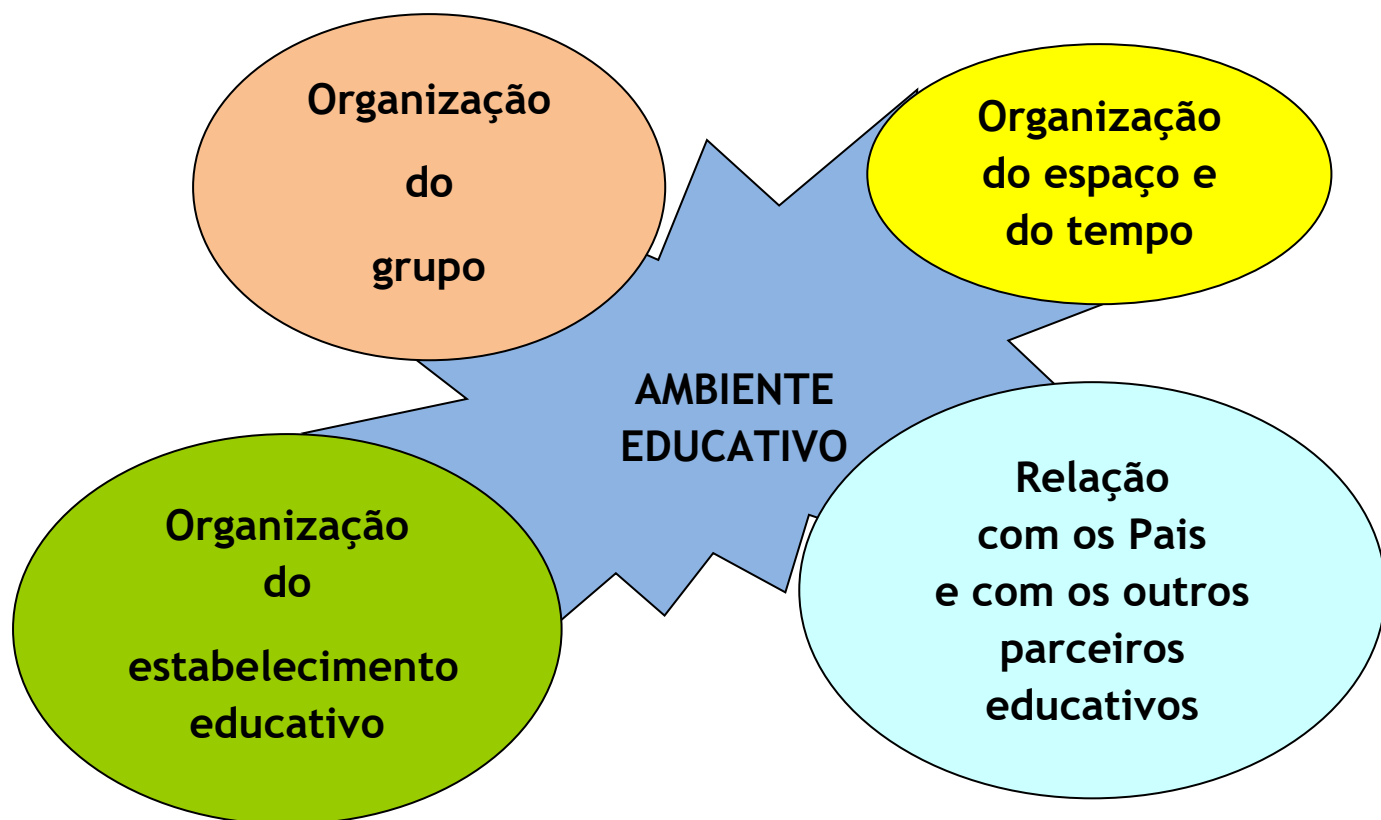 Organização
do
grupo
Organização
do espaço e
do tempo
AMBIENTE
EDUCATIVO
Organização
do
estabelecimento
educativo
Relação
com os Pais
e com os outros
parceiros
educativos